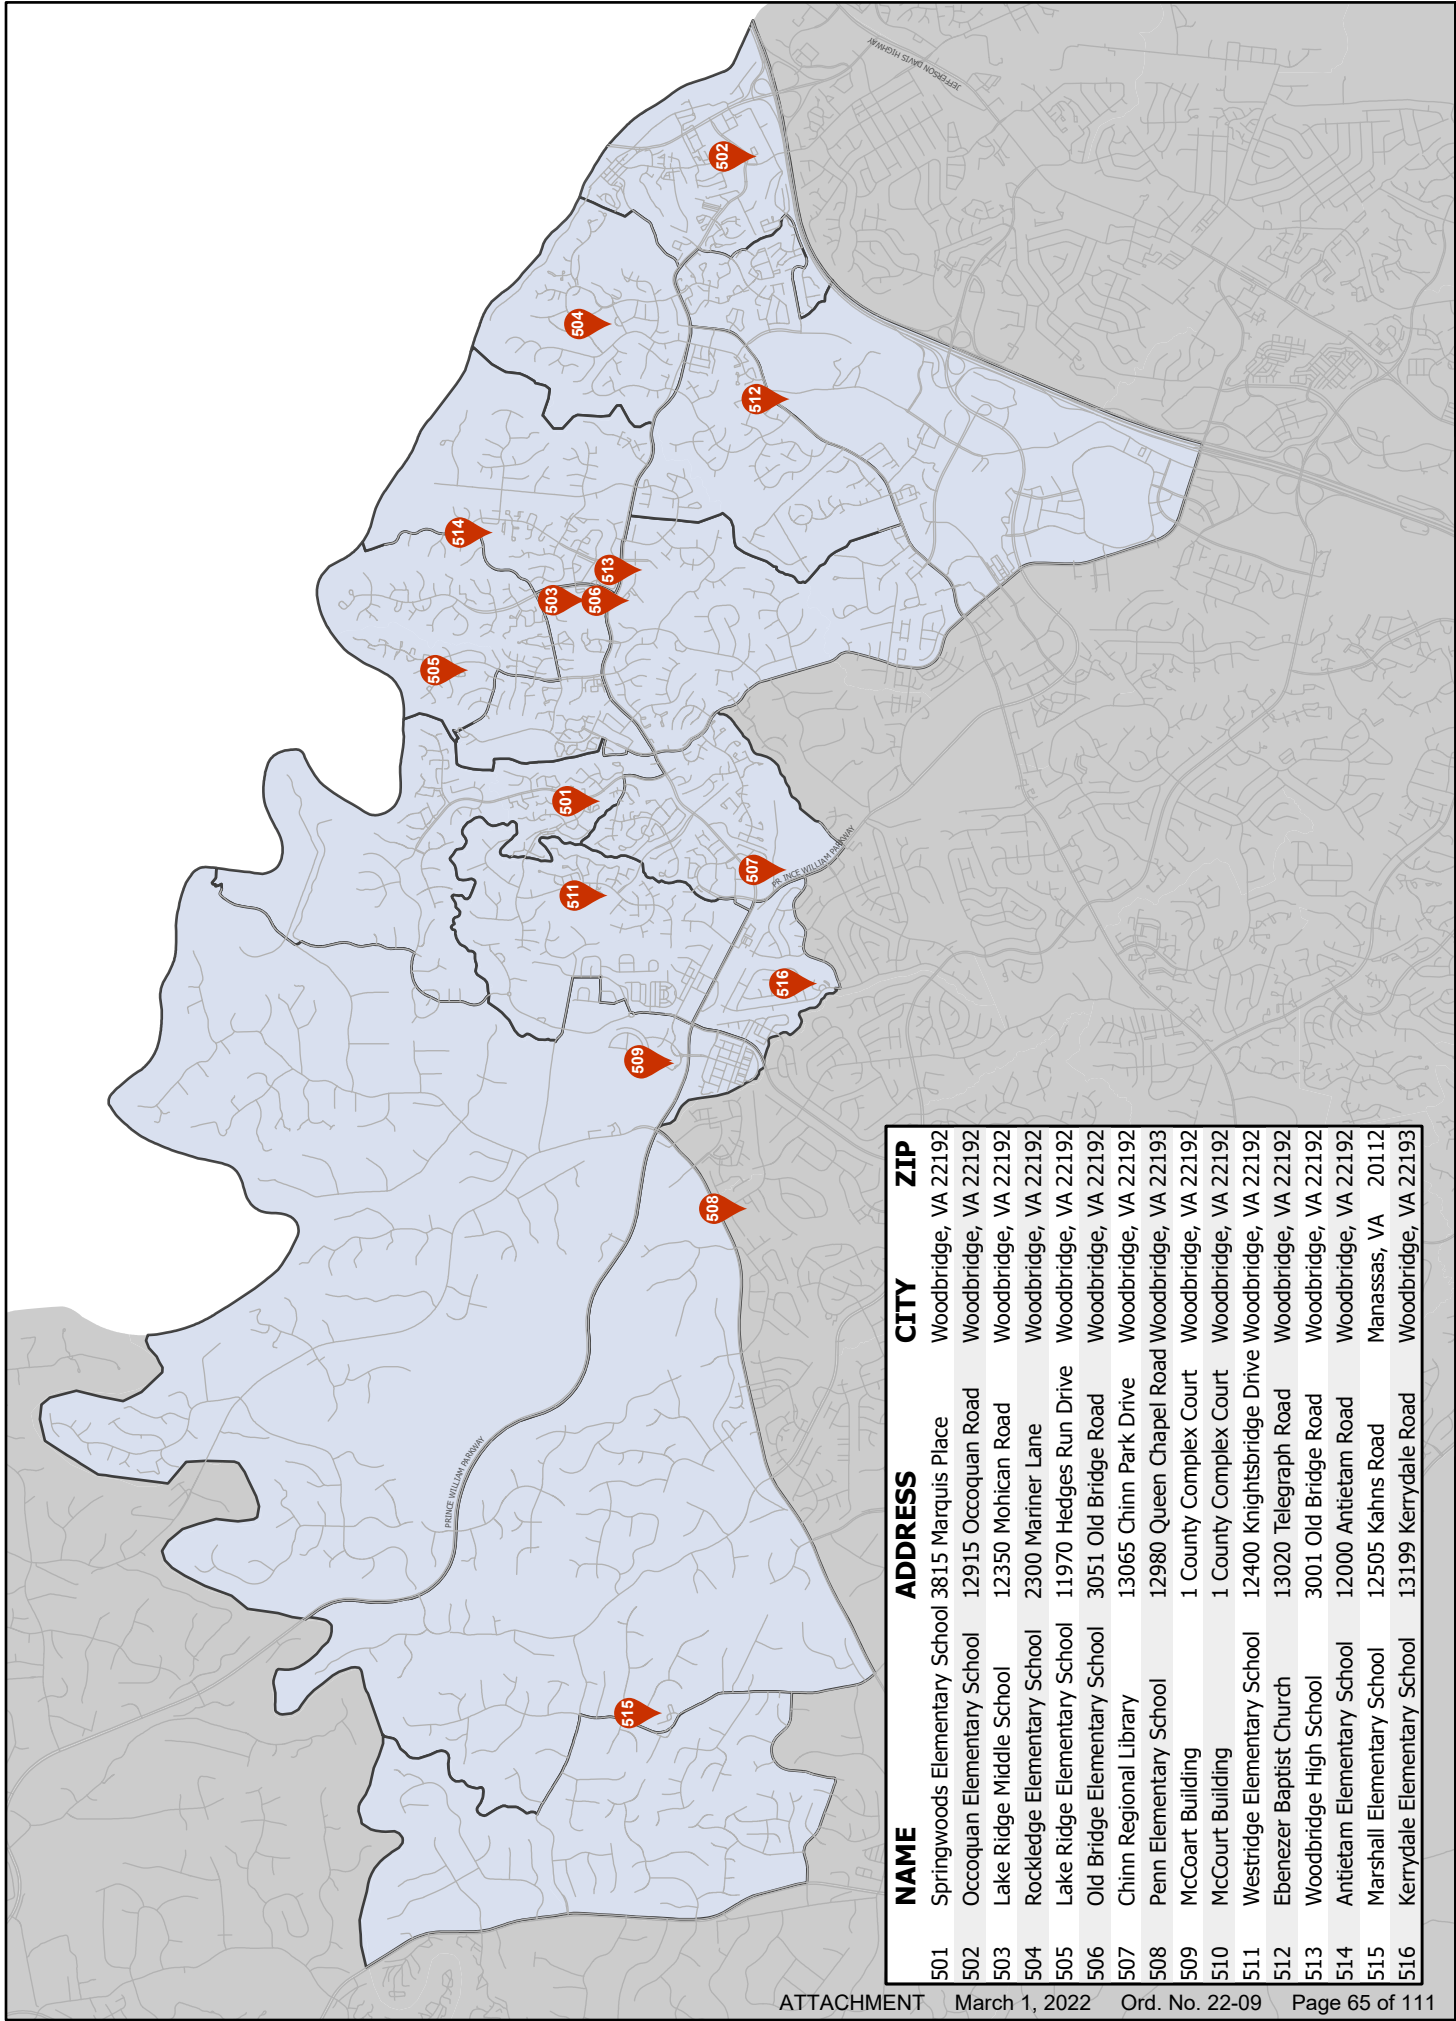 JEFFERSON DAVIS HIGHWAY
502
504
512
514
513
503
506
505
501
507
PR INCE WILLIAM PARKWAY
511
516
509
508
PRINCE WILLIAM PARKWAY
515
NAME ADDRESS CITY ZIP
501 Springwoods Elementary School 3815 Marquis Place Woodbridge, VA 22192
502 Occoquan Elementary School 12915 Occoquan Road Woodbridge, VA 22192
503 Lake Ridge Middle School 12350 Mohican Road Woodbridge, VA 22192
504 Rockledge Elementary School 2300 Mariner Lane Woodbridge, VA 22192
505 Lake Ridge Elementary School 11970 Hedges Run Drive Woodbridge, VA 22192
506 Old Bridge Elementary School 3051 Old Bridge Road Woodbridge, VA 22192
507 Chinn Regional Library 13065 Chinn Park Drive Woodbridge, VA 22192
508 Penn Elementary School 12980 Queen Chapel Road Woodbridge, VA 22193
509 McCoart Building 1 County Complex Court Woodbridge, VA 22192
510 McCourt Building 1 County Complex Court Woodbridge, VA 22192
511 Westridge Elementary School 12400 Knightsbridge Drive Woodbridge, VA 22192
512 Ebenezer Baptist Church 13020 Telegraph Road Woodbridge, VA 22192
513 Woodbridge High School 3001 Old Bridge Road Woodbridge, VA 22192
514 Antietam Elementary School 12000 Antietam Road Woodbridge, VA 22192
515 Marshall Elementary School 12505 Kahns Road Manassas, VA 20112
516 Kerrydale Elementary School 13199 Kerrydale Road Woodbridge, VA 22193
ATTACHMENT March 1, 2022 Ord. No. 22-09 Page 65 of 111